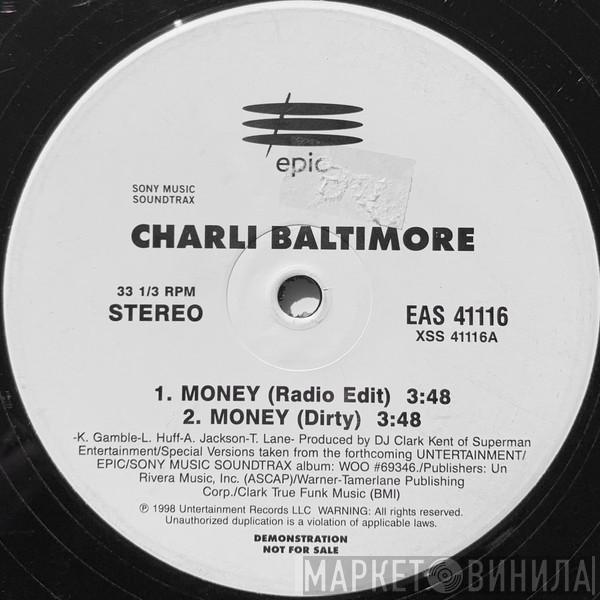 epic
SONY MUSIC
SOUNDTRAX
CHARLI BALTIMORE
33 1/3 RPM
STEREO
EAS 41116
XSS 41116A
1. MONEY (Radio Edit) 3:48
2. MONEY (Dirty) 3:48
-K. Gamble-L. Huff-A. Jackson-T. Lane- Produced by DJ Clark Kent of Superman
Entertainment/Special Versions taken from the forthcoming UNTERTAINMENT/
EPIC/SONY MUSIC SOUNDTRAX album: WOO #69346./Publishers: Un
Rivera Music, Inc. (ASCAP)/Warner-Tamerlane Publishing
Corp./Clark True Funk Music (BMI)
℗ 1998 Untertainment Records LLC WARNING: All rights reserved.
Unauthorized duplication is a violation of applicable laws.
DEMONSTRATION
NOT FOR SALE
МАРКЕТ ВИНИЛА